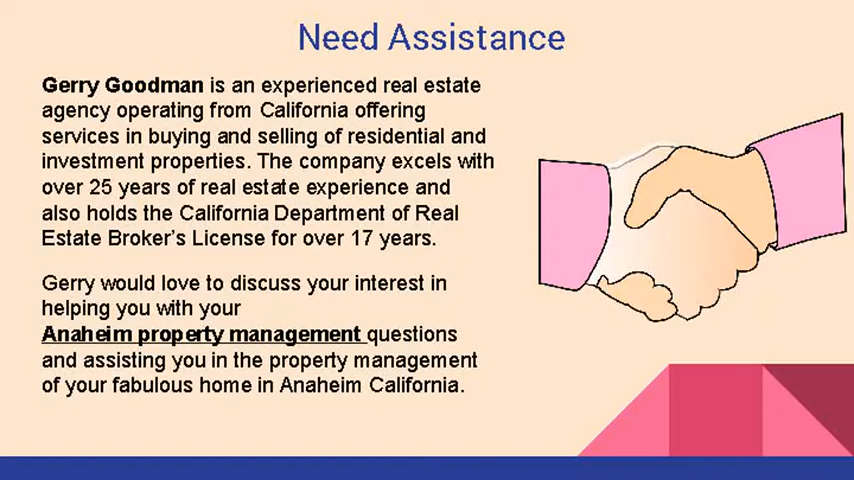 Need Assistance
Gerry Goodman is an experienced real estate
agency operating from California offering
services in buying and selling of residential and
investment properties. The company excels with
over 25 years of real estate experience and
also holds the California Department of Real
Estate Broker's License for over 17 years.
Gerry would love to discuss your interest in
helping you with your
Anaheim property management questions
and assisting you in the property management
of your fabulous home in Anaheim California.